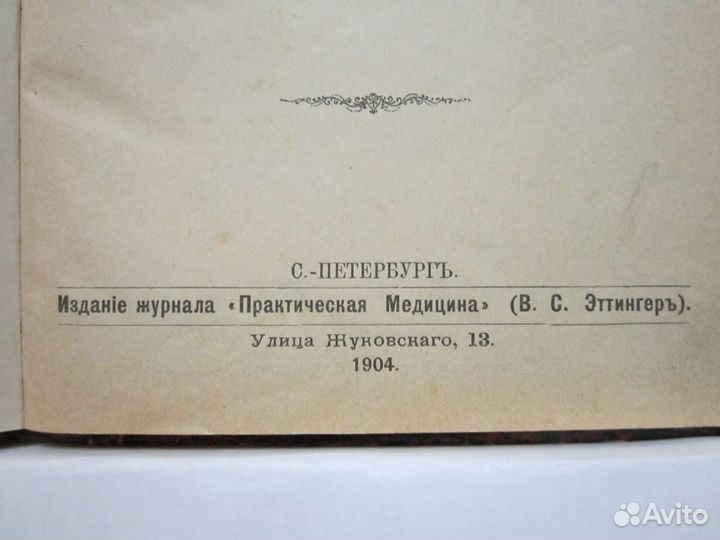 С.-ПЕТЕРБУРГЪ.
Изданіе журнала «Практическая Медицина» (В. С. Эттингеръ).
Улица Жуковскаго, 13.
1904.
Avito